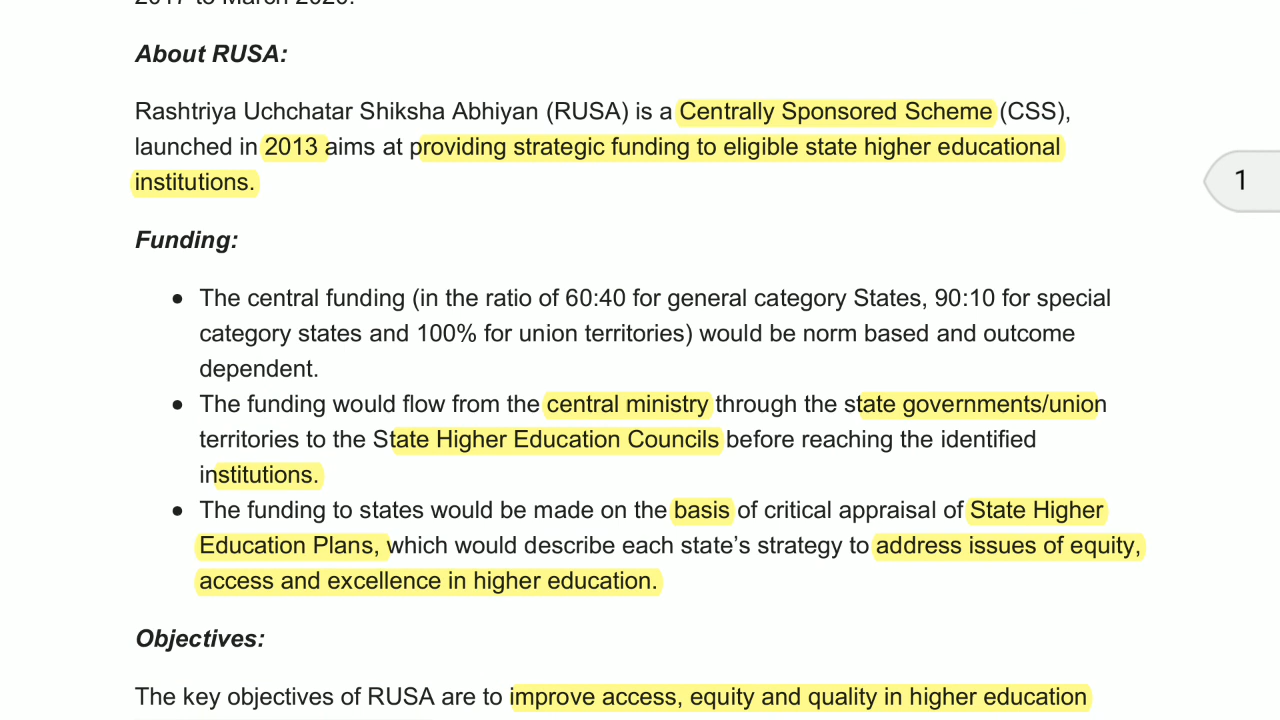 2017 to March 2020.
About RUSA:
Rashtriya Uchchatar Shiksha Abhiyan (RUSA) is a Centrally Sponsored Scheme (CSS),
launched in 2013 aims at providing strategic funding to eligible state higher educational
institutions.
1
Funding:
● The central funding (in the ratio of 60:40 for general category States, 90:10 for special
category states and 100% for union territories) would be norm based and outcome
dependent.
● The funding would flow from the central ministry through the state governments/union
territories to the State Higher Education Councils before reaching the identified
institutions.
● The funding to states would be made on the basis of critical appraisal of State Higher
Education Plans, which would describe each state’s strategy to address issues of equity,
access and excellence in higher education.
Objectives:
The key objectives of RUSA are to improve access, equity and quality in higher education